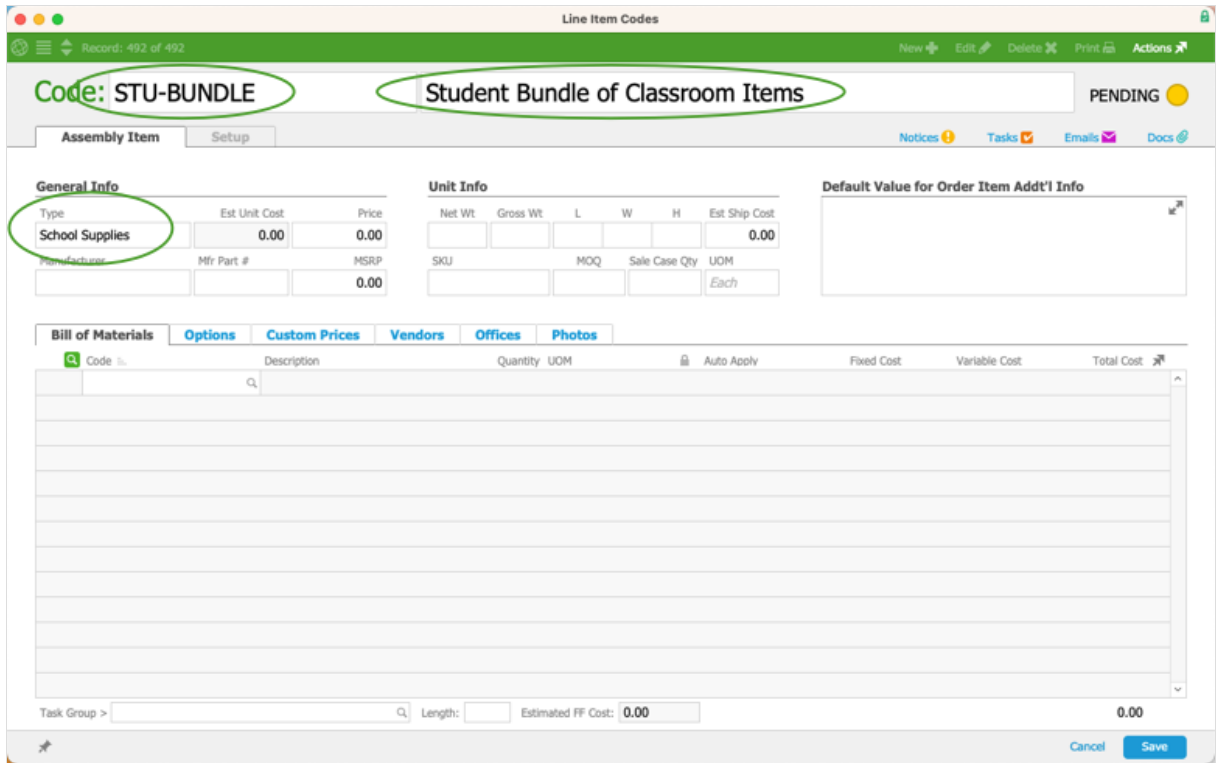 Line Item Codes
Record: 492 of 492 New Edit Delete Print Actions
Code: STU-BUNDLE Student Bundle of Classroom Items PENDING
Assembly Item Setup Notices Tasks Emails Docs
General Info Unit Info Default Value for Order Item Addt'l Info
Type Est Unit Cost Price Net Wt Gross Wt L W H Est Ship Cost
School Supplies 0.00 0.00 0.00
Manufacturer Mfr Part # MSRP SKU MOQ Sale Case Qty UOM
0.00 Each
Bill of Materials Options Custom Prices Vendors Offices Photos
Code Description Quantity UOM Auto Apply Fixed Cost Variable Cost Total Cost
Task Group > Length: Estimated FF Cost: 0.00 0.00
Cancel Save